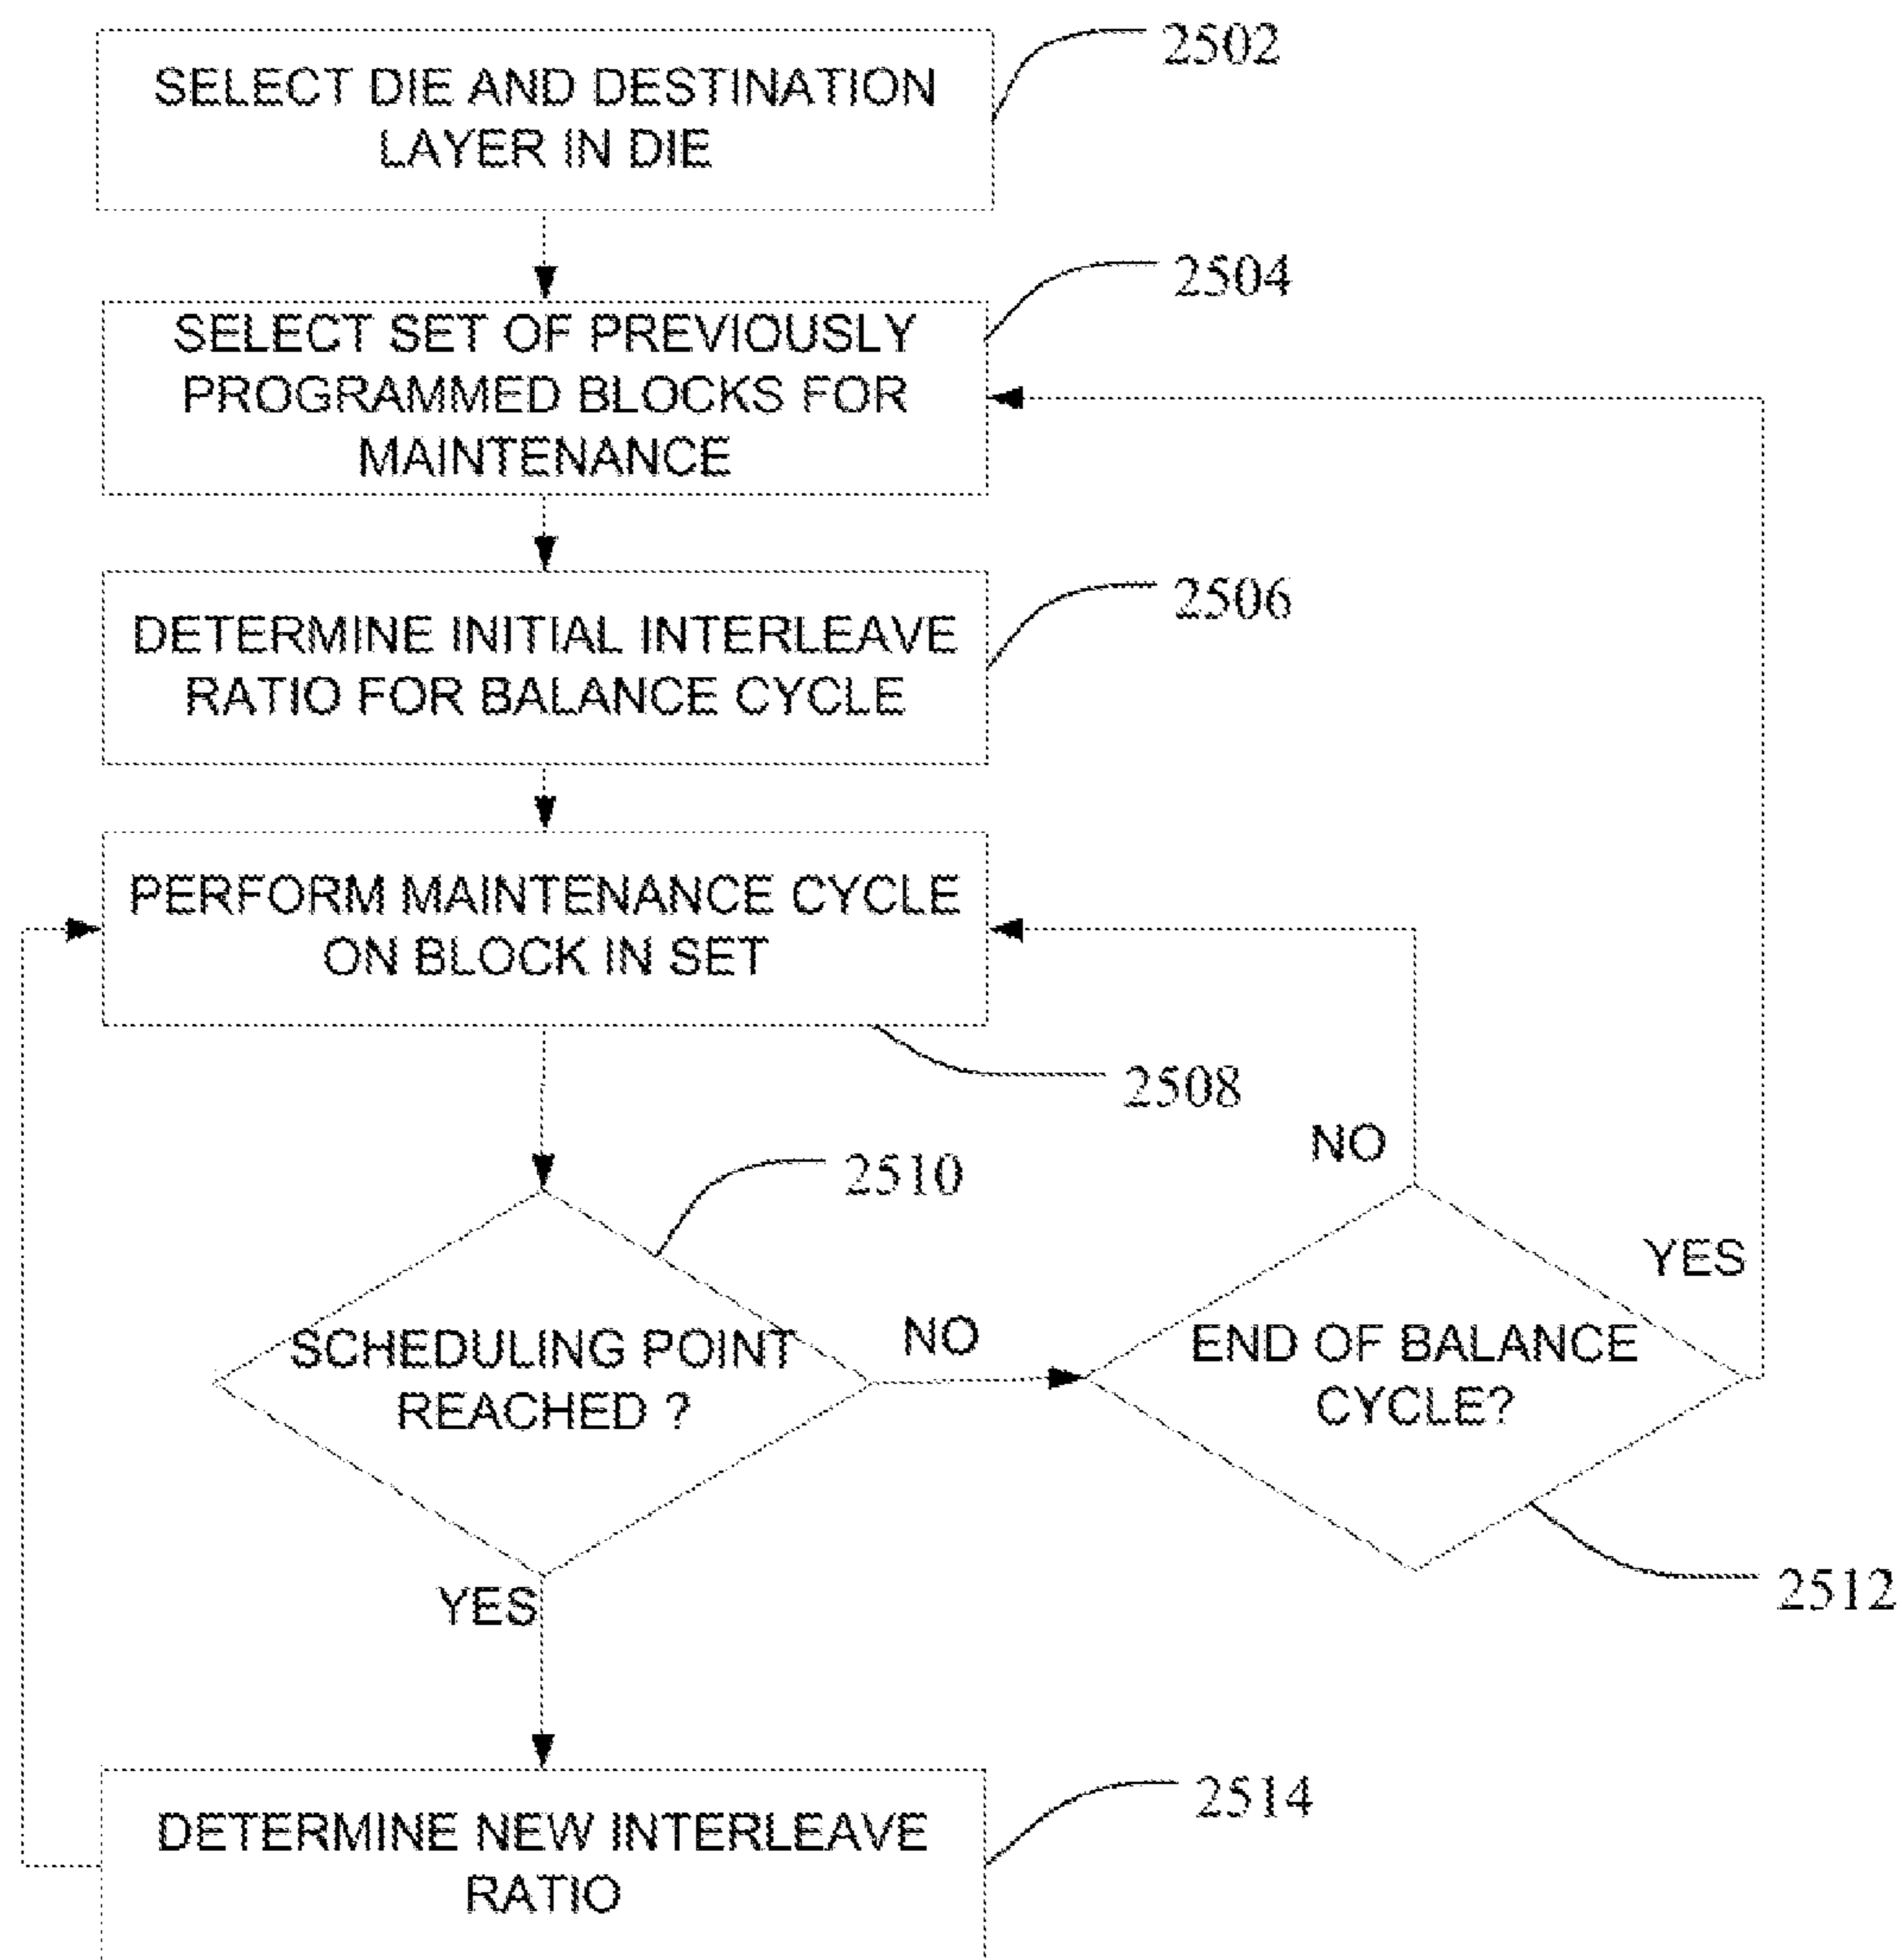 2502
SELECT DIE AND DESTINATION
LAYER IN DIE
2504
SELECT SET OF PREVIOUSLY
PROGRAMMED BLOCKS FOR
MAINTENANCE
2506
DETERMINE INITIAL INTERLEAVE
RATIO FOR BALANCE CYCLE
PERFORM MAINTENANCE CYCLE
ON BLOCK IN SET
2508
NO
2510
YES
SCHEDULING POINT
REACHED ?
NO
END OF BALANCE
CYCLE?
YES
2512
2514
DETERMINE NEW INTERLEAVE
RATIO